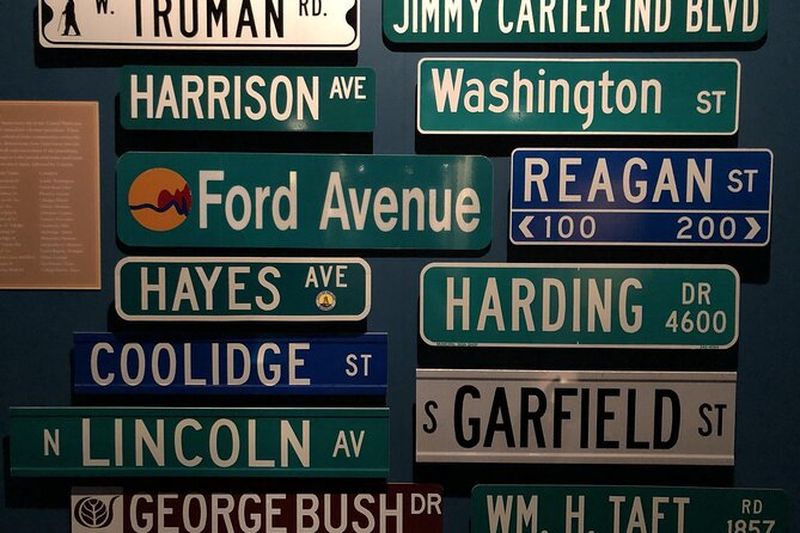 W. TRUMAN RD.
JIMMY CARTER IND BLVD
HARRISON AVE
Washington ST
Ford Avenue
REAGAN ST
<100 200>
HAYES AVE
HARDING DR
4600
COOLIDGE ST
S GARFIELD ST
N LINCOLN AV
GEORGE BUSH DR
WM. H. TAFT RD
1857